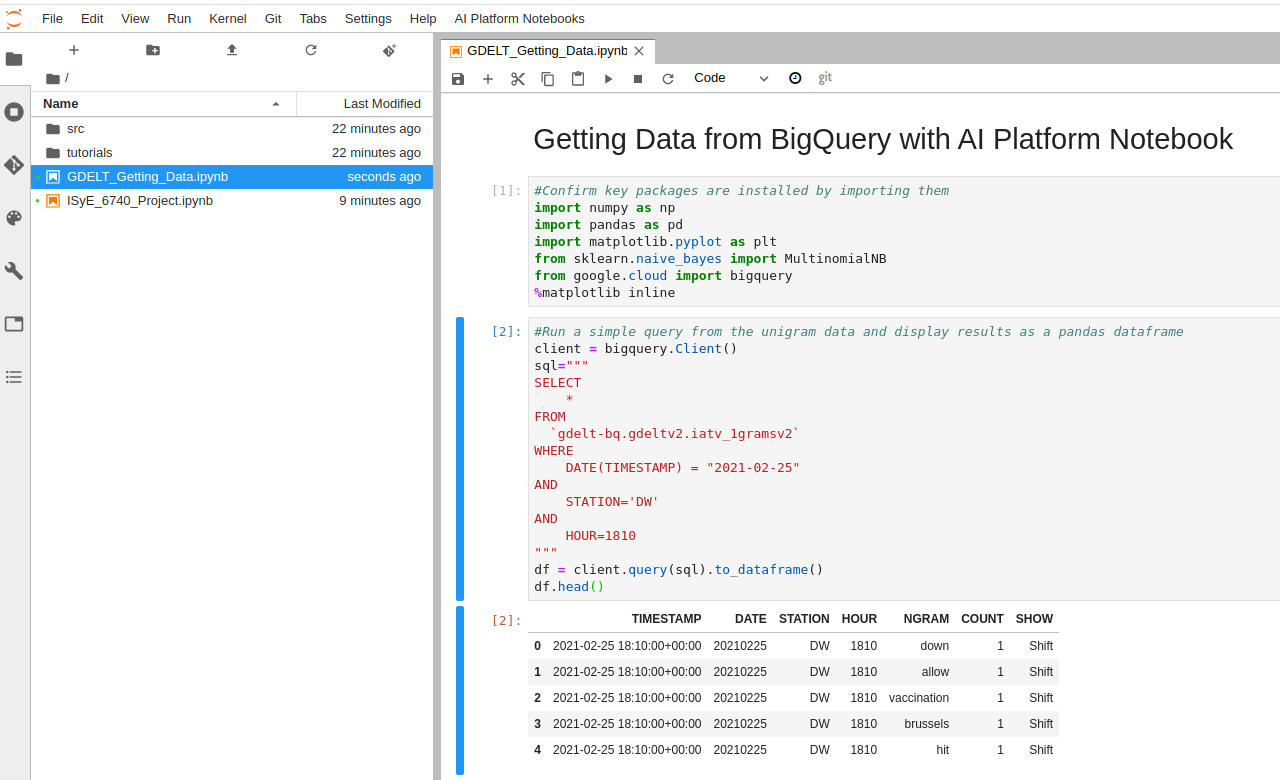 File Edit View Run Kernel Git Tabs Settings Help AI Platform Notebooks
/
Name Last Modified
src 22 minutes ago
tutorials 22 minutes ago
GDELT_Getting_Data.ipynb seconds ago
ISyE_6740_Project.ipynb 9 minutes ago
GDELT_Getting_Data.ipynb
Code git
Getting Data from BigQuery with AI Platform Notebook
[1]: #Confirm key packages are installed by importing them
import numpy as np
import pandas as pd
import matplotlib.pyplot as plt
from sklearn.naive_bayes import MultinomialNB
from google.cloud import bigquery
%matplotlib inline
[2]: #Run a simple query from the unigram data and display results as a pandas dataframe
client = bigquery.Client()
sql="""
SELECT
    *
FROM
  `gdelt-bq.gdeltv2.iatv_1gramsv2`
WHERE
    DATE(TIMESTAMP) = "2021-02-25"
AND
    STATION='DW'
AND
    HOUR=1810
"""
df = client.query(sql).to_dataframe()
df.head()
[2]: TIMESTAMP DATE STATION HOUR NGRAM COUNT SHOW
0 2021-02-25 18:10:00+00:00 20210225 DW 1810 down 1 Shift
1 2021-02-25 18:10:00+00:00 20210225 DW 1810 allow 1 Shift
2 2021-02-25 18:10:00+00:00 20210225 DW 1810 vaccination 1 Shift
3 2021-02-25 18:10:00+00:00 20210225 DW 1810 brussels 1 Shift
4 2021-02-25 18:10:00+00:00 20210225 DW 1810 hit 1 Shift